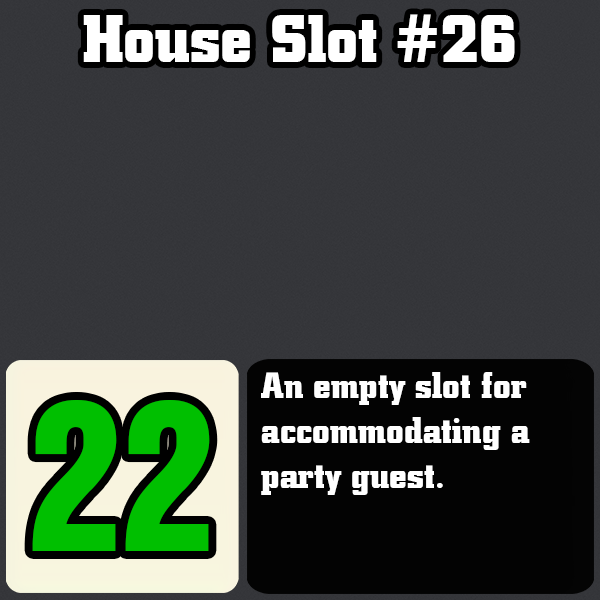 House Slot #26
22
An empty slot for
accommodating a
party guest.